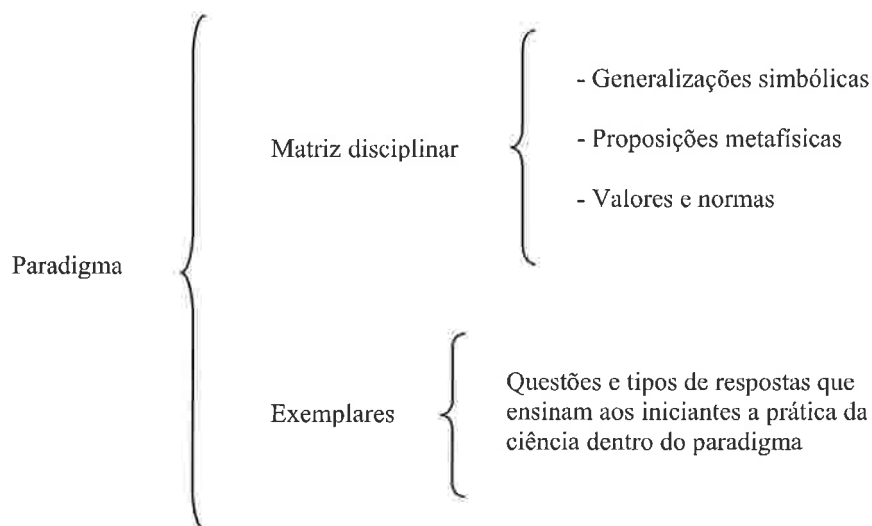 Paradigma
Matriz disciplinar
- Generalizações simbólicas
- Proposições metafísicas
- Valores e normas
Exemplares
Questões e tipos de respostas que
ensinam aos iniciantes a prática da
ciência dentro do paradigma